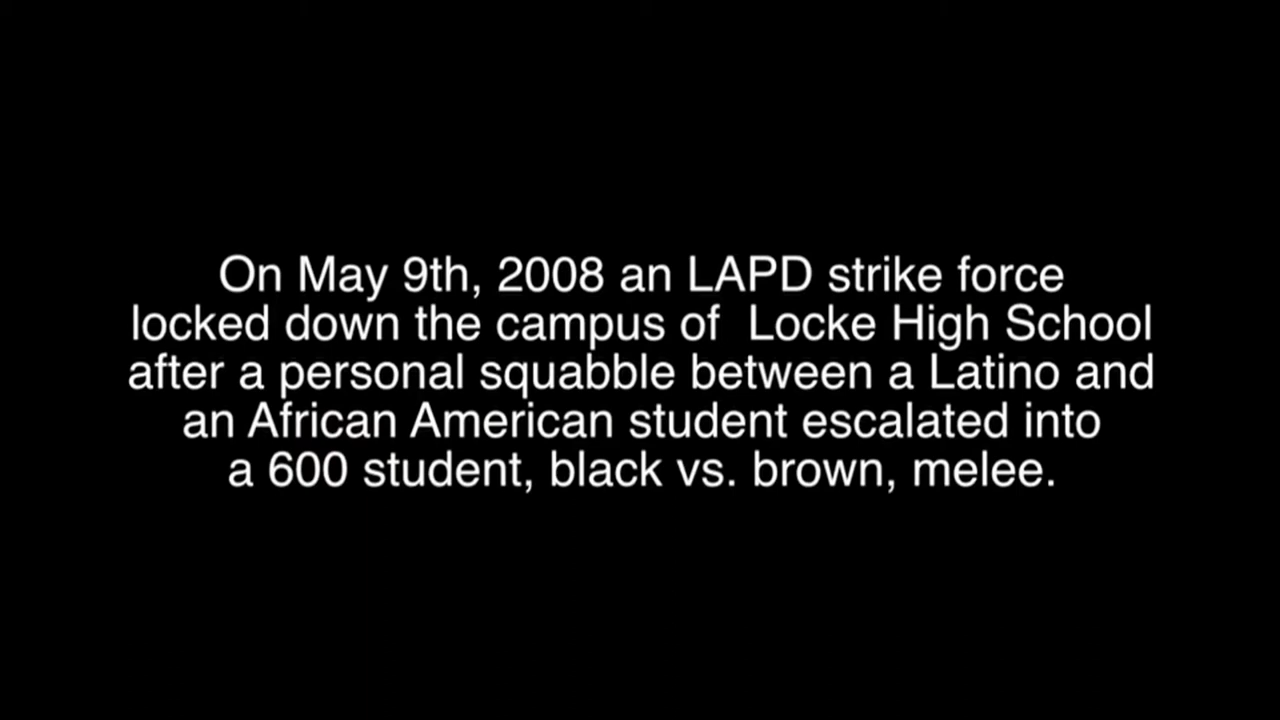 On May 9th, 2008 an LAPD strike force
locked down the campus of  Locke High School
after a personal squabble between a Latino and
an African American student escalated into
a 600 student, black vs. brown, melee.